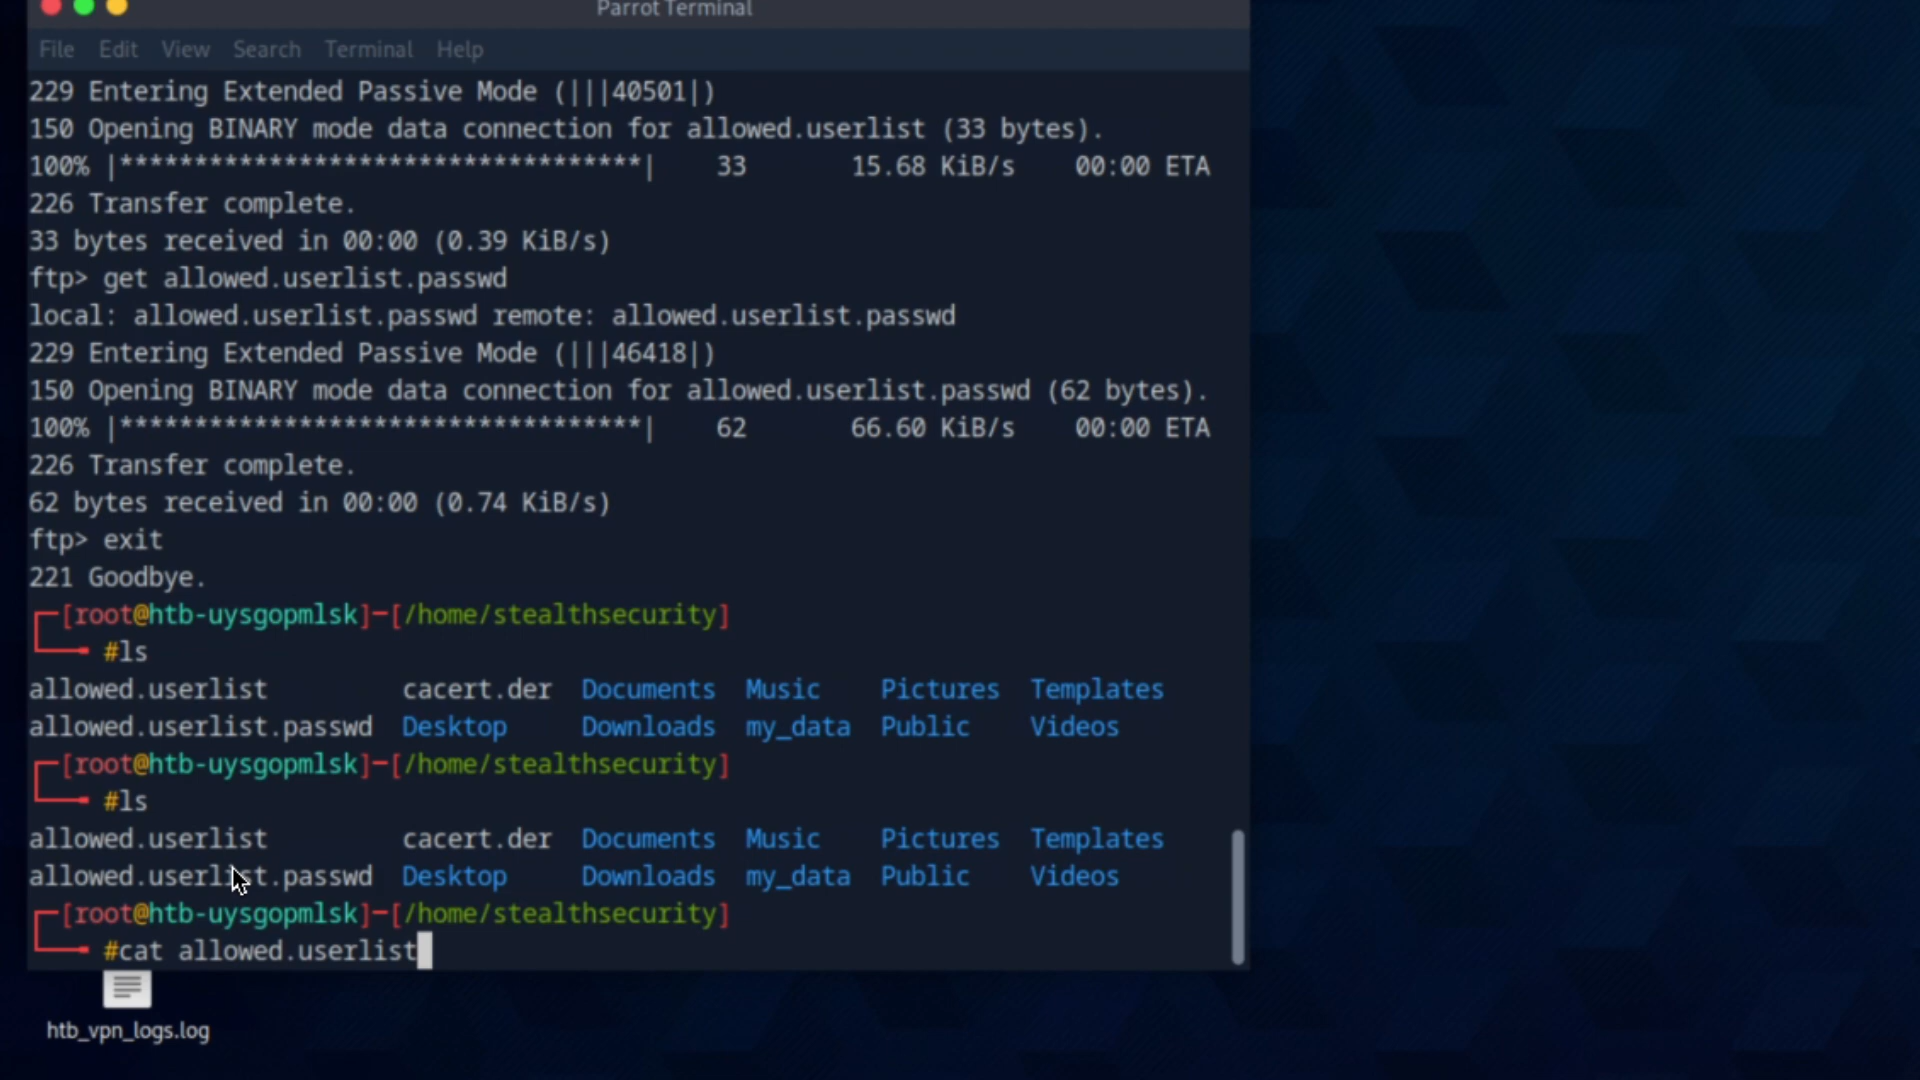 Parrot Terminal
File Edit View Search Terminal Help
229 Entering Extended Passive Mode (|||40501|)
150 Opening BINARY mode data connection for allowed.userlist (33 bytes).
100% |***********************************| 33 15.68 KiB/s 00:00 ETA
226 Transfer complete.
33 bytes received in 00:00 (0.39 KiB/s)
ftp> get allowed.userlist.passwd
local: allowed.userlist.passwd remote: allowed.userlist.passwd
229 Entering Extended Passive Mode (|||46418|)
150 Opening BINARY mode data connection for allowed.userlist.passwd (62 bytes).
100% |***********************************| 62 66.60 KiB/s 00:00 ETA
226 Transfer complete.
62 bytes received in 00:00 (0.74 KiB/s)
ftp> exit
221 Goodbye.
┌─[root@htb-uysgopmlsk]─[/home/stealthsecurity]
└──╼ #ls
allowed.userlist cacert.der Documents Music Pictures Templates
allowed.userlist.passwd Desktop Downloads my_data Public Videos
┌─[root@htb-uysgopmlsk]─[/home/stealthsecurity]
└──╼ #ls
allowed.userlist cacert.der Documents Music Pictures Templates
allowed.userlist.passwd Desktop Downloads my_data Public Videos
┌─[root@htb-uysgopmlsk]─[/home/stealthsecurity]
└──╼ #cat allowed.userlist
htb_vpn_logs.log